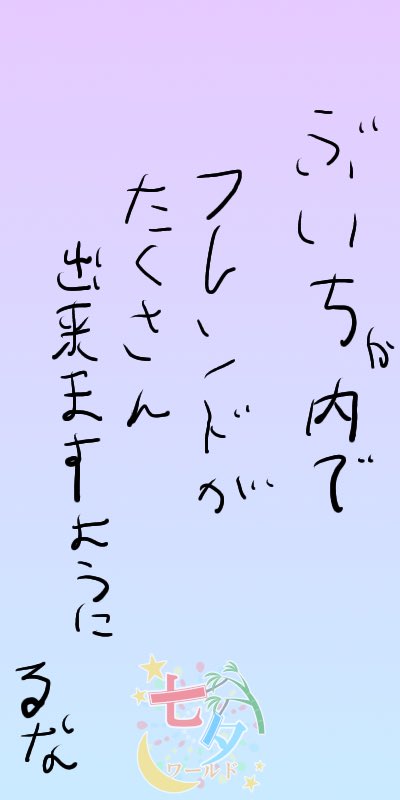 ぶいちか内で
フレンドが
たくさん
出来ますように
るな
七夕
ワールド